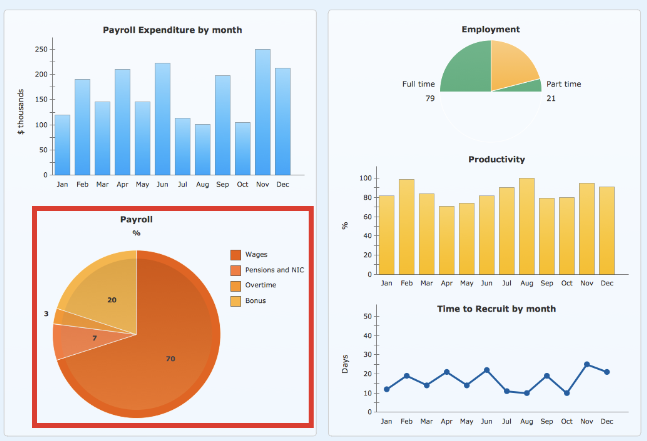 Payroll Expenditure by month
$ thousands
250
200
150
100
50
0
Jan Feb Mar Apr May Jun Jul Aug Sep Oct Nov Dec
Payroll
%
20
3
7
70
Wages
Pensions and NIC
Overtime
Bonus
Employment
Full time
79
Part time
21
Productivity
%
100
80
60
40
20
0
Jan Feb Mar Apr May Jun Jul Aug Sep Oct Nov Dec
Time to Recruit by month
Days
50
40
30
20
10
0
Jan Feb Mar Apr May Jun Jul Aug Sep Oct Nov Dec